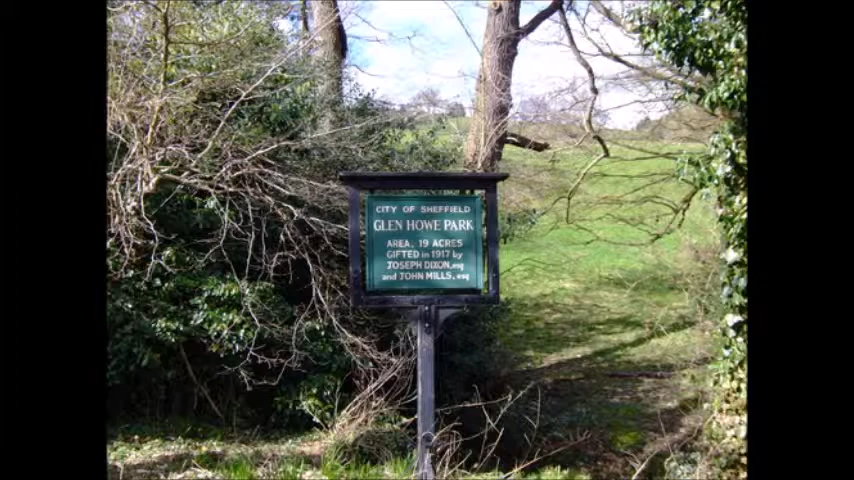 CITY OF SHEFFIELD
GLEN HOWE PARK
AREA, 19 ACRES
GIFTED in 1917 by
JOSEPH DIXON, esq
and JOHN MILLS, esq